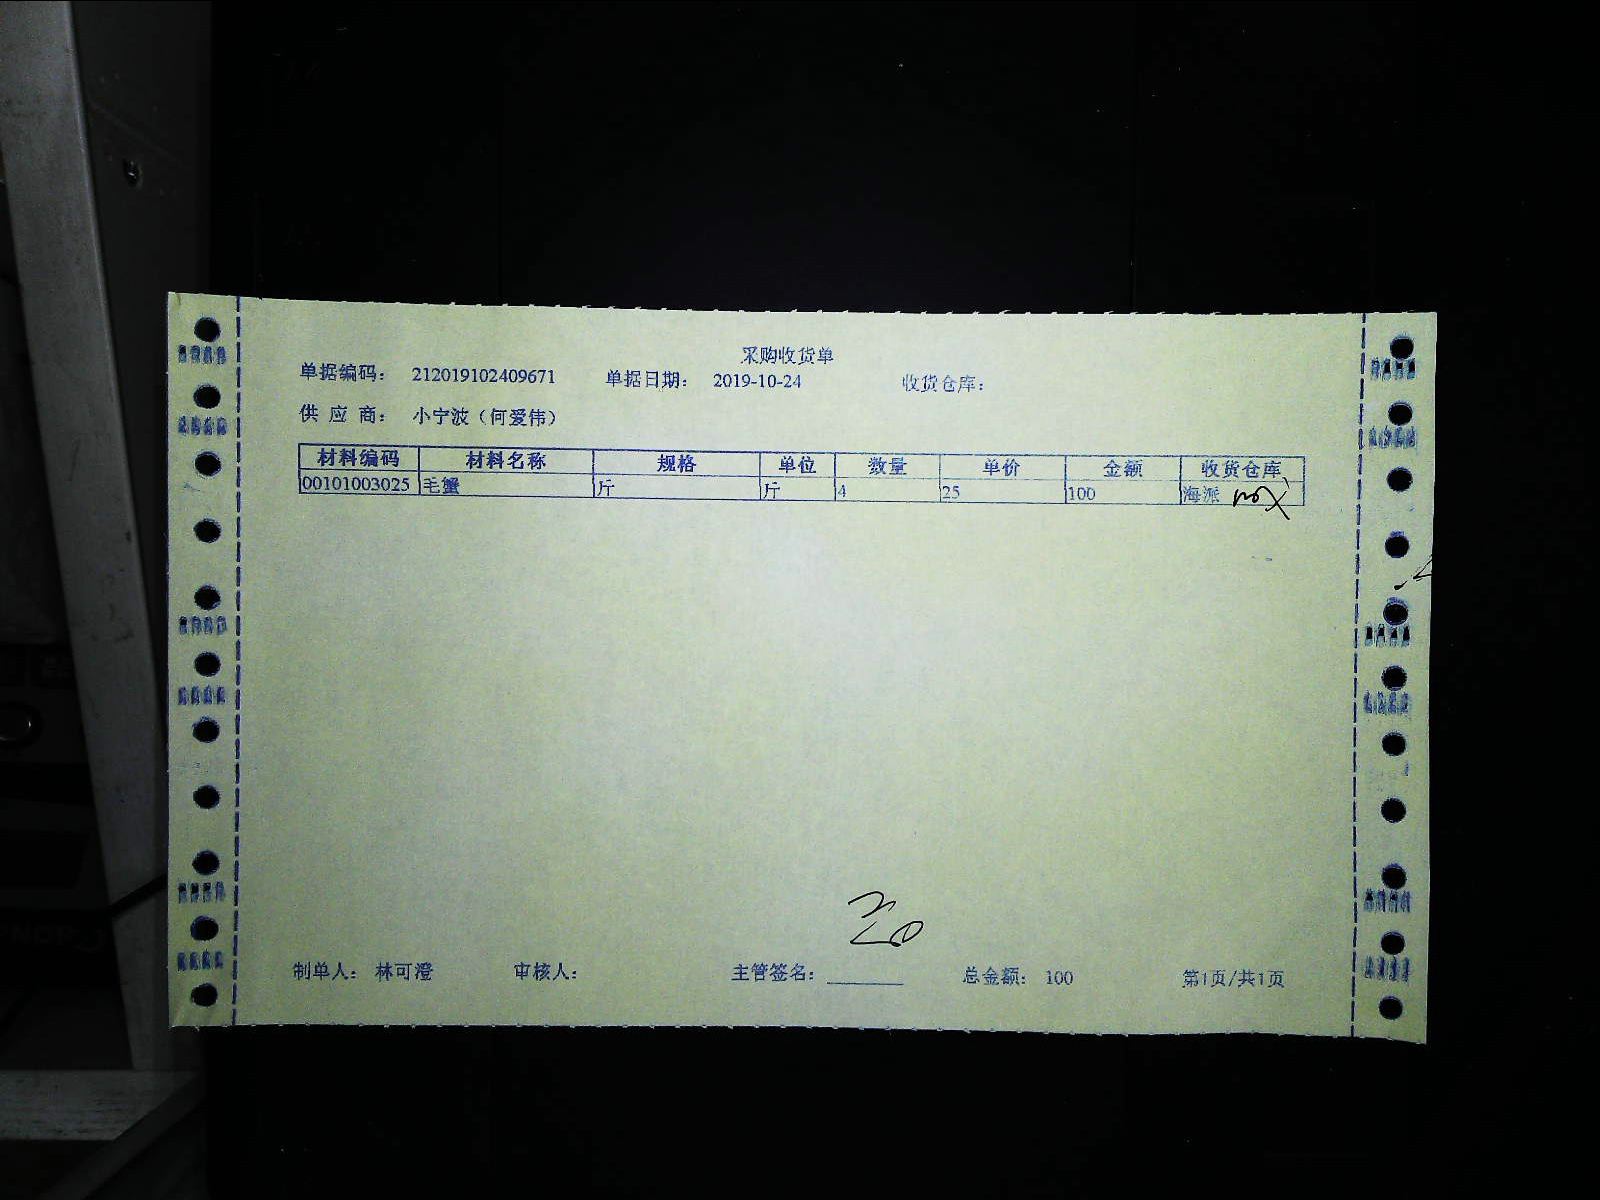 采购收货单
单据编码: 212019102409671 单据日期: 2019-10-24 收货仓库:
供 应 商: 小宁波（何爱伟）
材料编码 材料名称 规格 单位 数量 单价 金额 收货仓库
00101003025 毛蟹 斤 斤 4 25 100 海派
制单人: 林可澄 审核人: 主管签名: ________ 总金额: 100 第1页/共1页